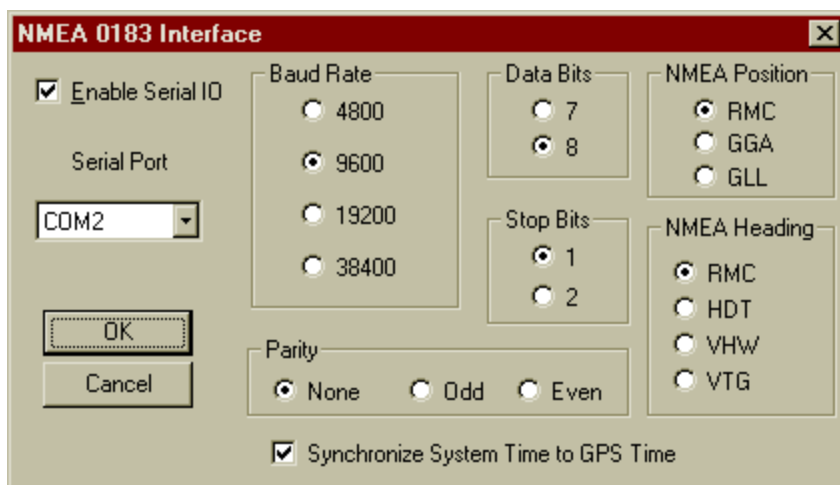 NMEA 0183 Interface
Enable Serial IO
Serial Port
COM2
OK
Cancel
Baud Rate
4800
9600
19200
38400
Data Bits
7
8
Stop Bits
1
2
Parity
None Odd Even
NMEA Position
RMC
GGA
GLL
NMEA Heading
RMC
HDT
VHW
VTG
Synchronize System Time to GPS Time